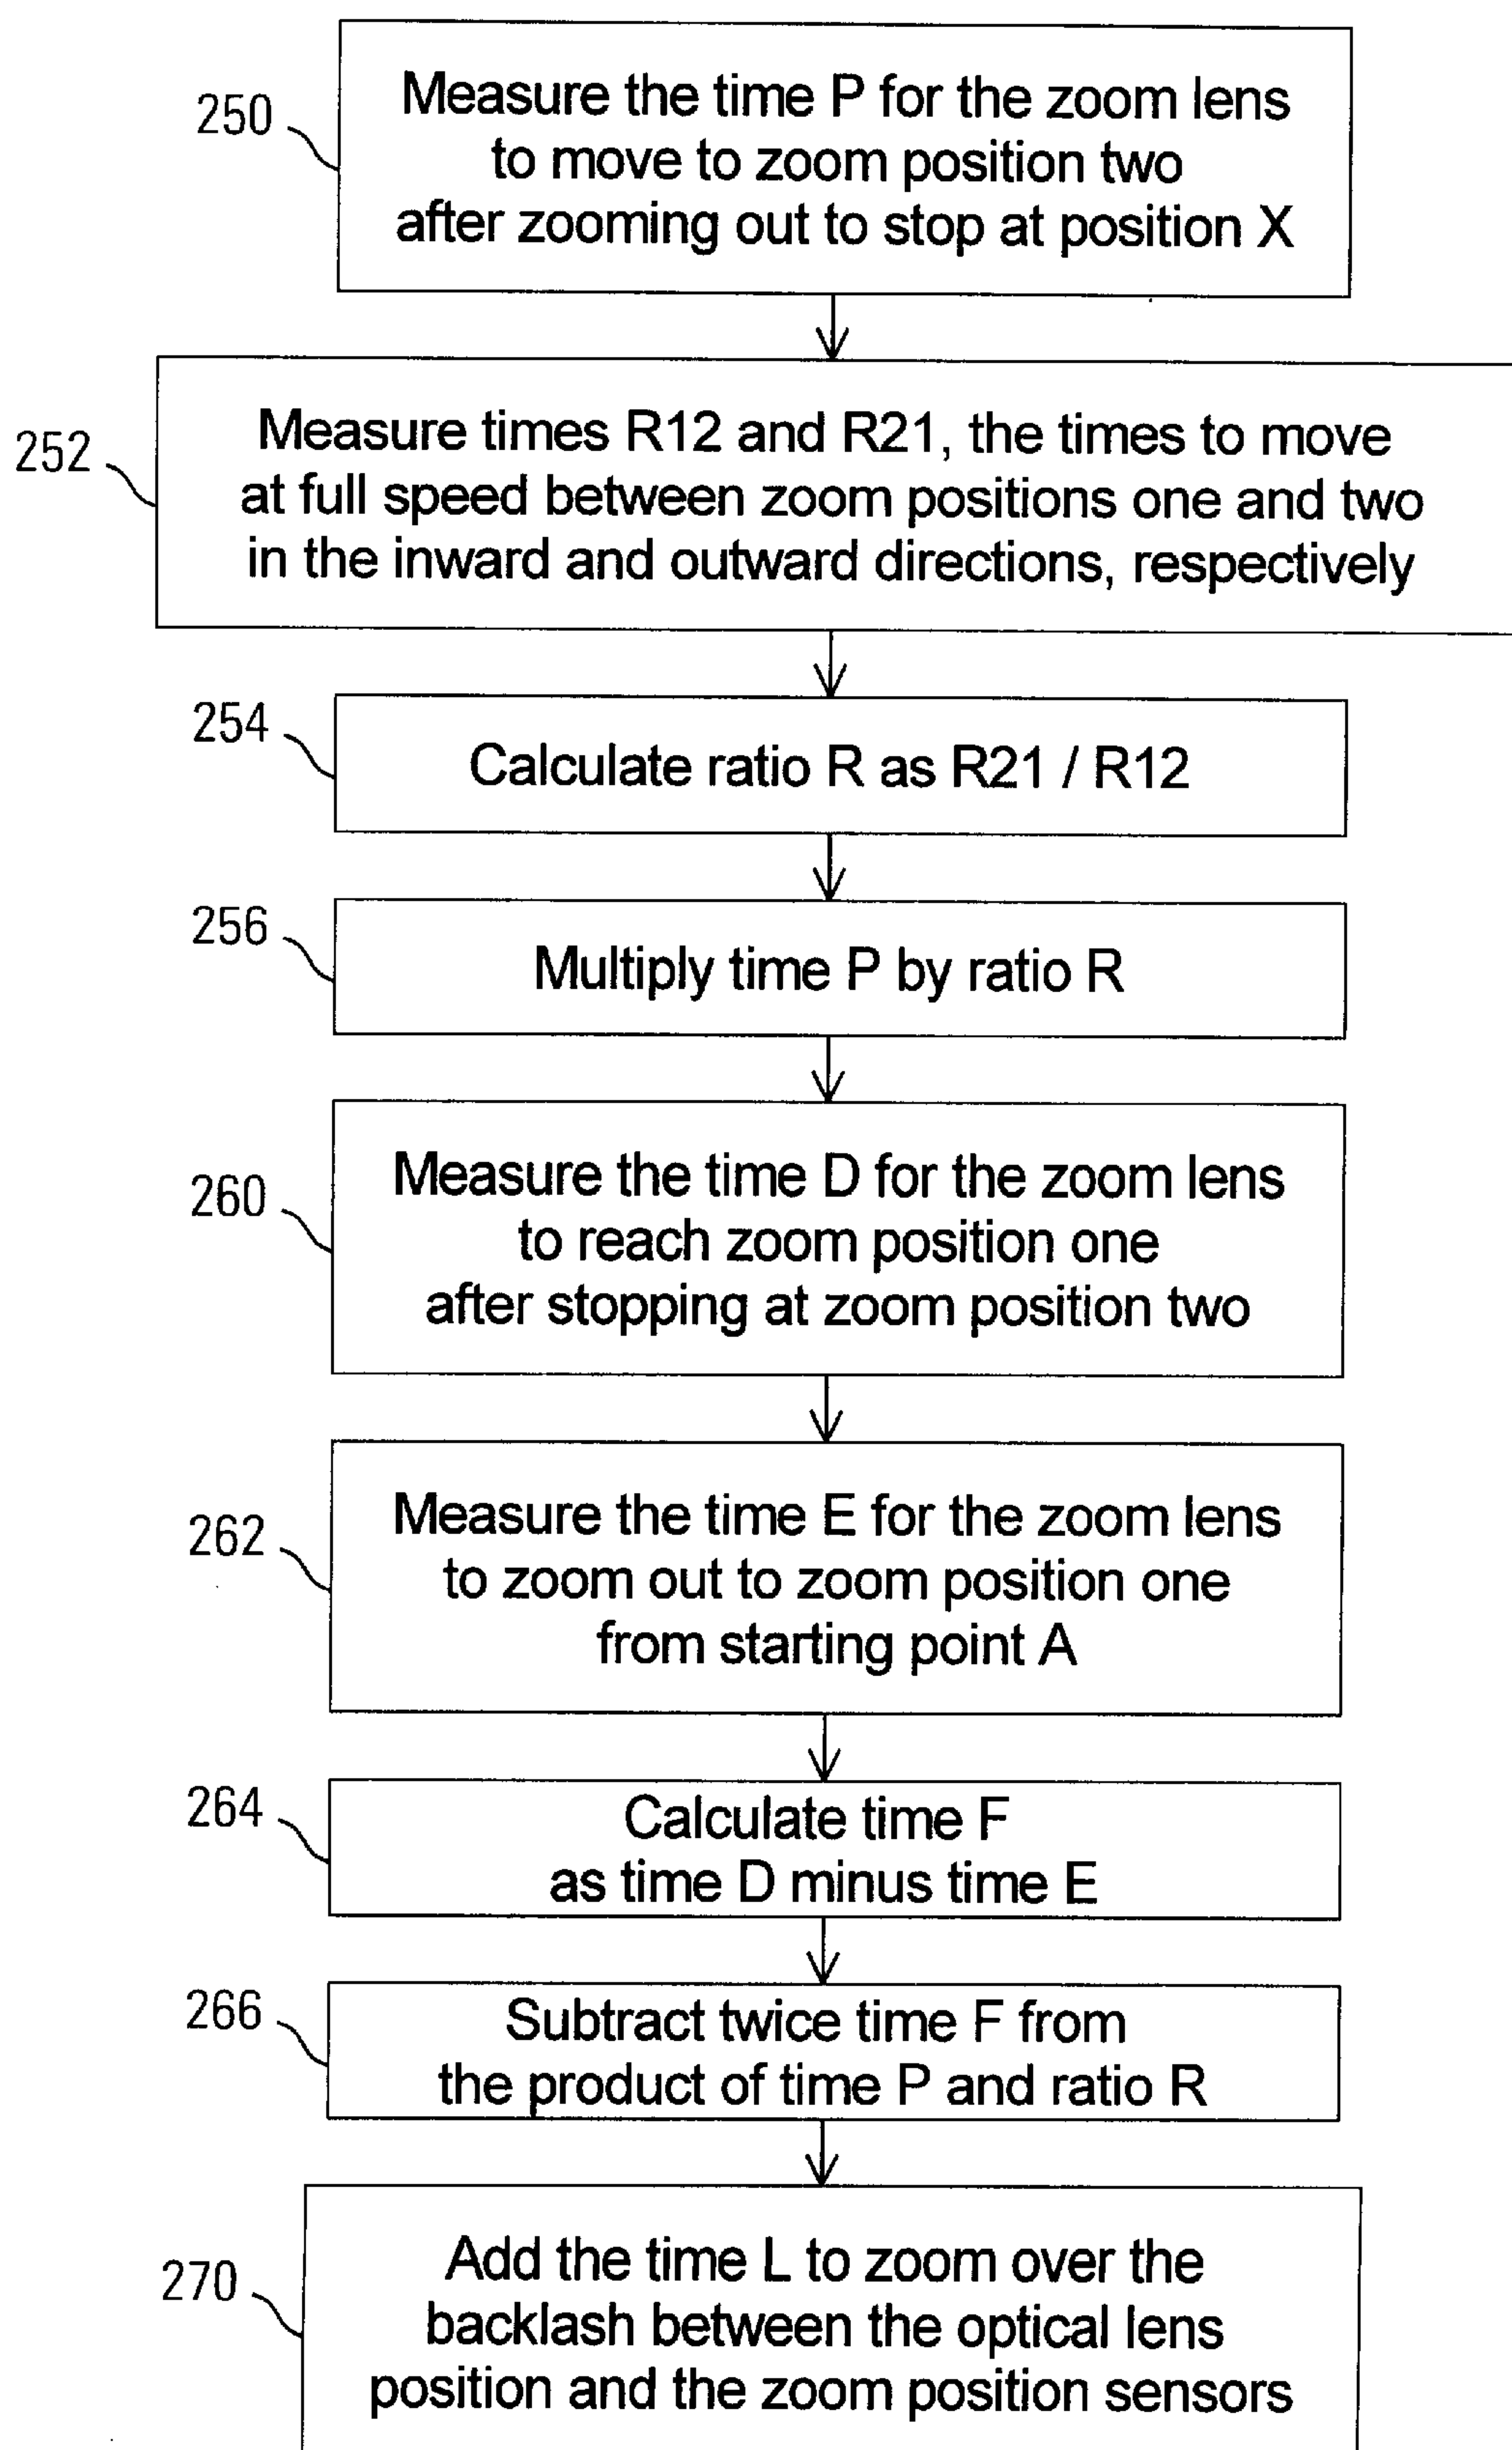 250
Measure the time P for the zoom lens
to move to zoom position two
after zooming out to stop at position X
252
Measure times R12 and R21, the times to move
at full speed between zoom positions one and two
in the inward and outward directions, respectively
254
Calculate ratio R as R21 / R12
256
Multiply time P by ratio R
260
Measure the time D for the zoom lens
to reach zoom position one
after stopping at zoom position two
262
Measure the time E for the zoom lens
to zoom out to zoom position one
from starting point A
264
Calculate time F
as time D minus time E
266
Subtract twice time F from
the product of time P and ratio R
270
Add the time L to zoom over the
backlash between the optical lens
position and the zoom position sensors